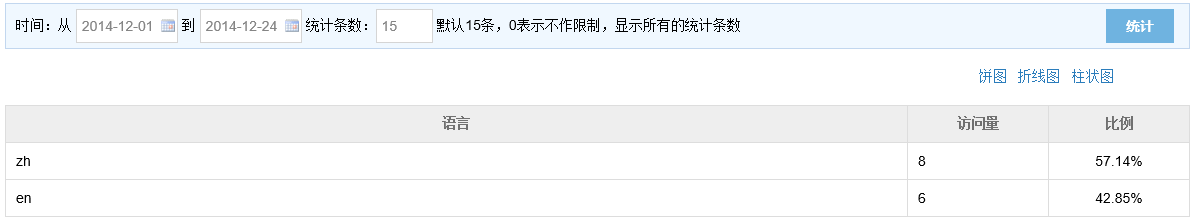 时间：从 2014-12-01 到 2014-12-24 统计条数： 15 默认15条，0表示不作限制，显示所有的统计条数 统计
饼图 折线图 柱状图
语言 访问量 比例
zh 8 57.14%
en 6 42.85%